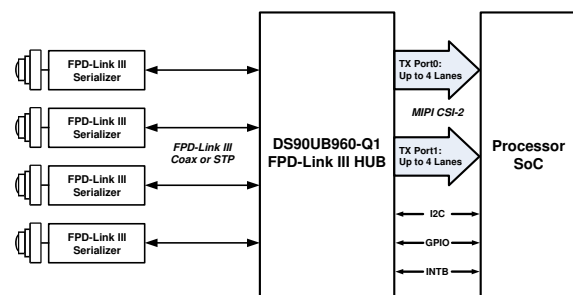 FPD-Link III
Serializer
FPD-Link III
Serializer
FPD-Link III
Serializer
FPD-Link III
Serializer
FPD-Link III
Coax or STP
DS90UB960-Q1
FPD-Link III HUB
TX Port0:
Up to 4 Lanes
MIPI CSI-2
TX Port1:
Up to 4 Lanes
I2C
GPIO
INTB
Processor
SoC